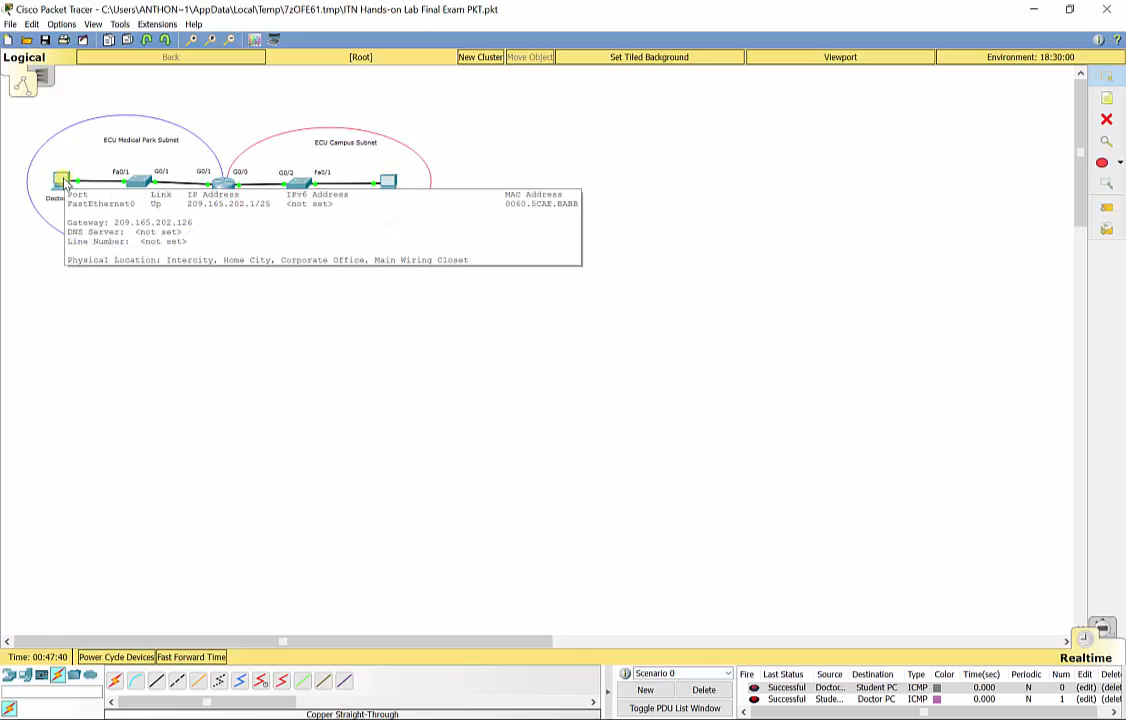 Cisco Packet Tracer - C:\Users\ANTHON~1\AppData\Local\Temp\7zOFE61.tmp\ITN Hands-on Lab Final Exam PKT.pkt
File Edit Options View Tools Extensions Help
Logical Back [Root] New Cluster Move Object Set Tiled Background Viewport Environment: 18:30:00
ECU Medical Park Subnet ECU Campus Subnet
Fa0/1 G0/1 G0/1 G0/0 G0/2 Fa0/1
Doctor
Port Link IP Address IPv6 Address MAC Address
FastEthernet0 Up 209.165.202.1/25 <not set> 0060.5CAE.BABB
Gateway: 209.165.202.126
DNS Server: <not set>
Line Number: <not set>
Physical Location: Intercity, Home City, Corporate Office, Main Wiring Closet
Time: 00:47:40 Power Cycle Devices Fast Forward Time Realtime
Scenario 0 Fire Last Status Source Destination Type Color Time(sec) Periodic Num Edit Delet
New Delete Successful Doctor... Student PC ICMP 0.000 N 0 (edit) (delet
Toggle PDU List Window Successful Stude... Doctor PC ICMP 0.000 N 1 (edit) (delet
Copper Straight-Through